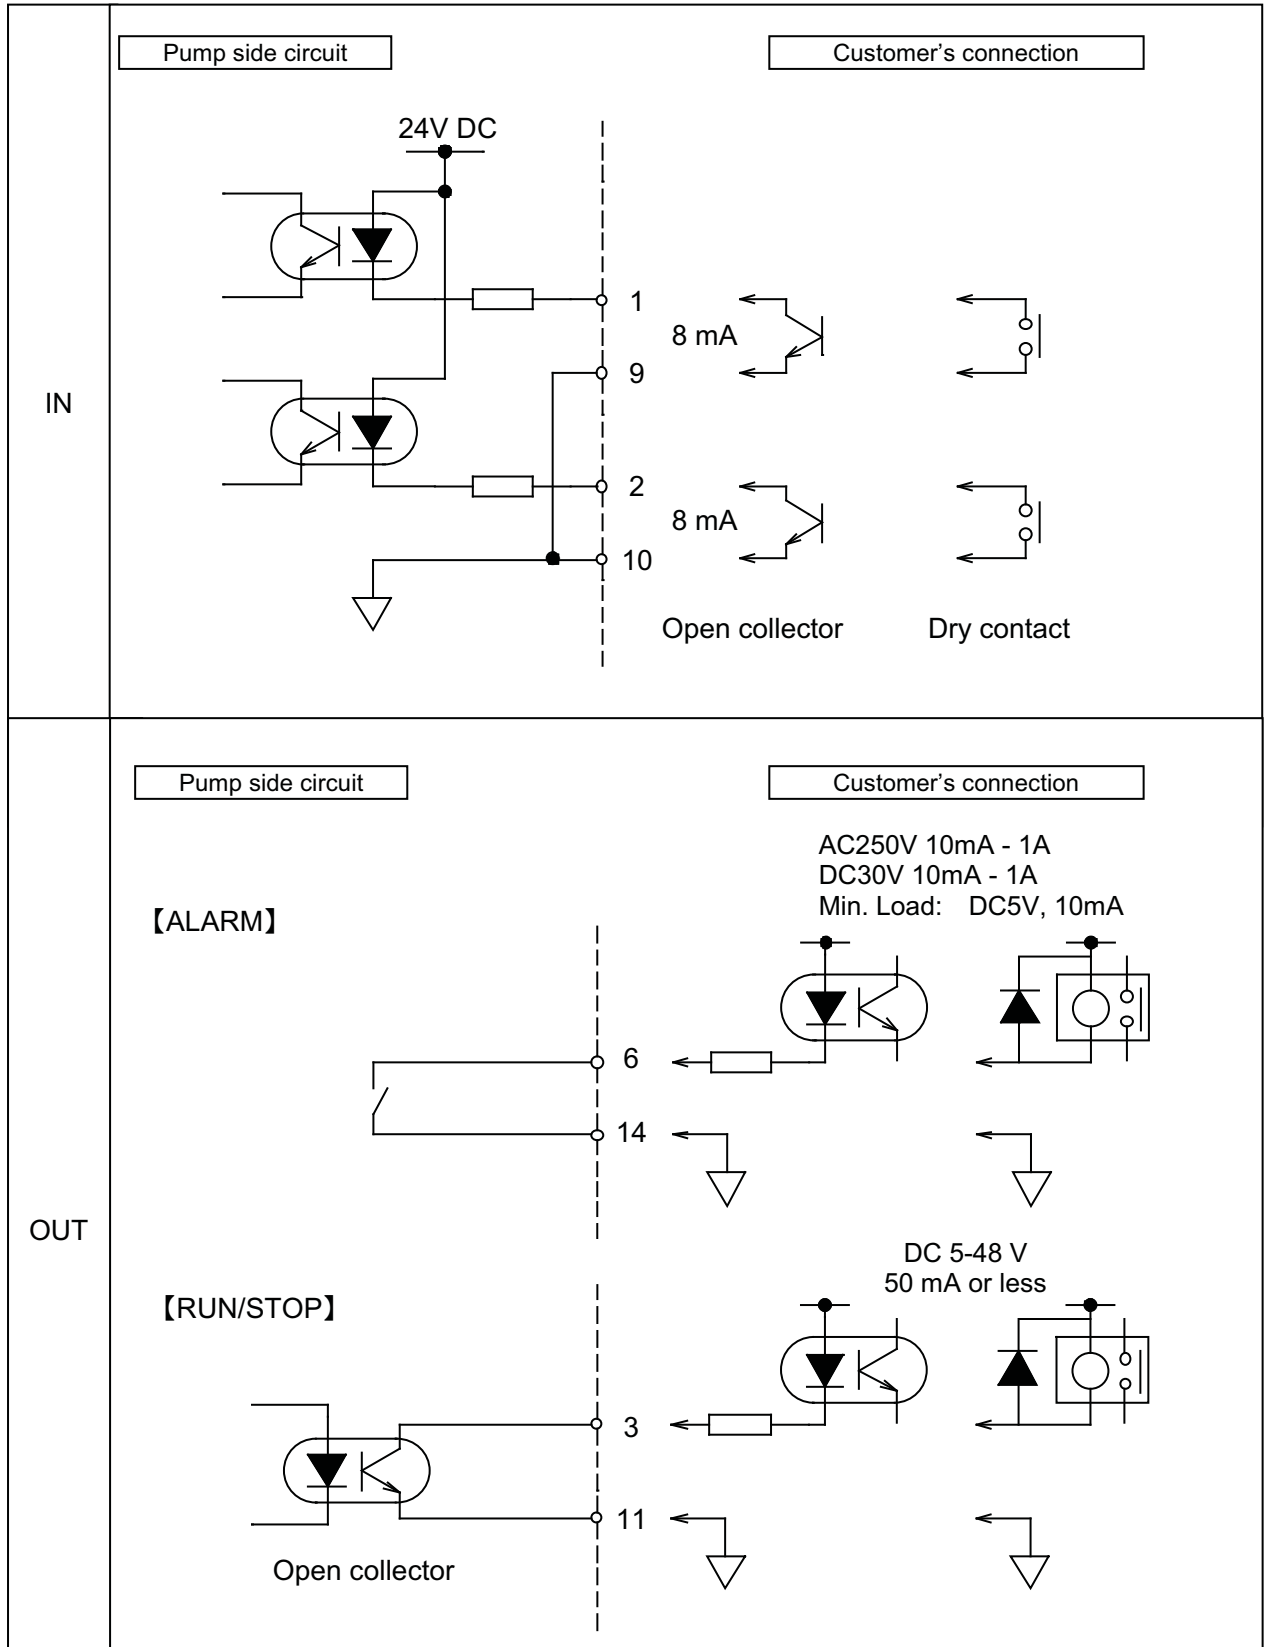 Pump side circuit
Customer’s connection
24V DC
1
8 mA
9
IN
2
8 mA
10
Open collector
Dry contact
Pump side circuit
Customer’s connection
AC250V 10mA - 1A
DC30V 10mA - 1A
Min. Load: DC5V, 10mA
【ALARM】
6
14
OUT
DC 5-48 V
50 mA or less
【RUN/STOP】
3
11
Open collector